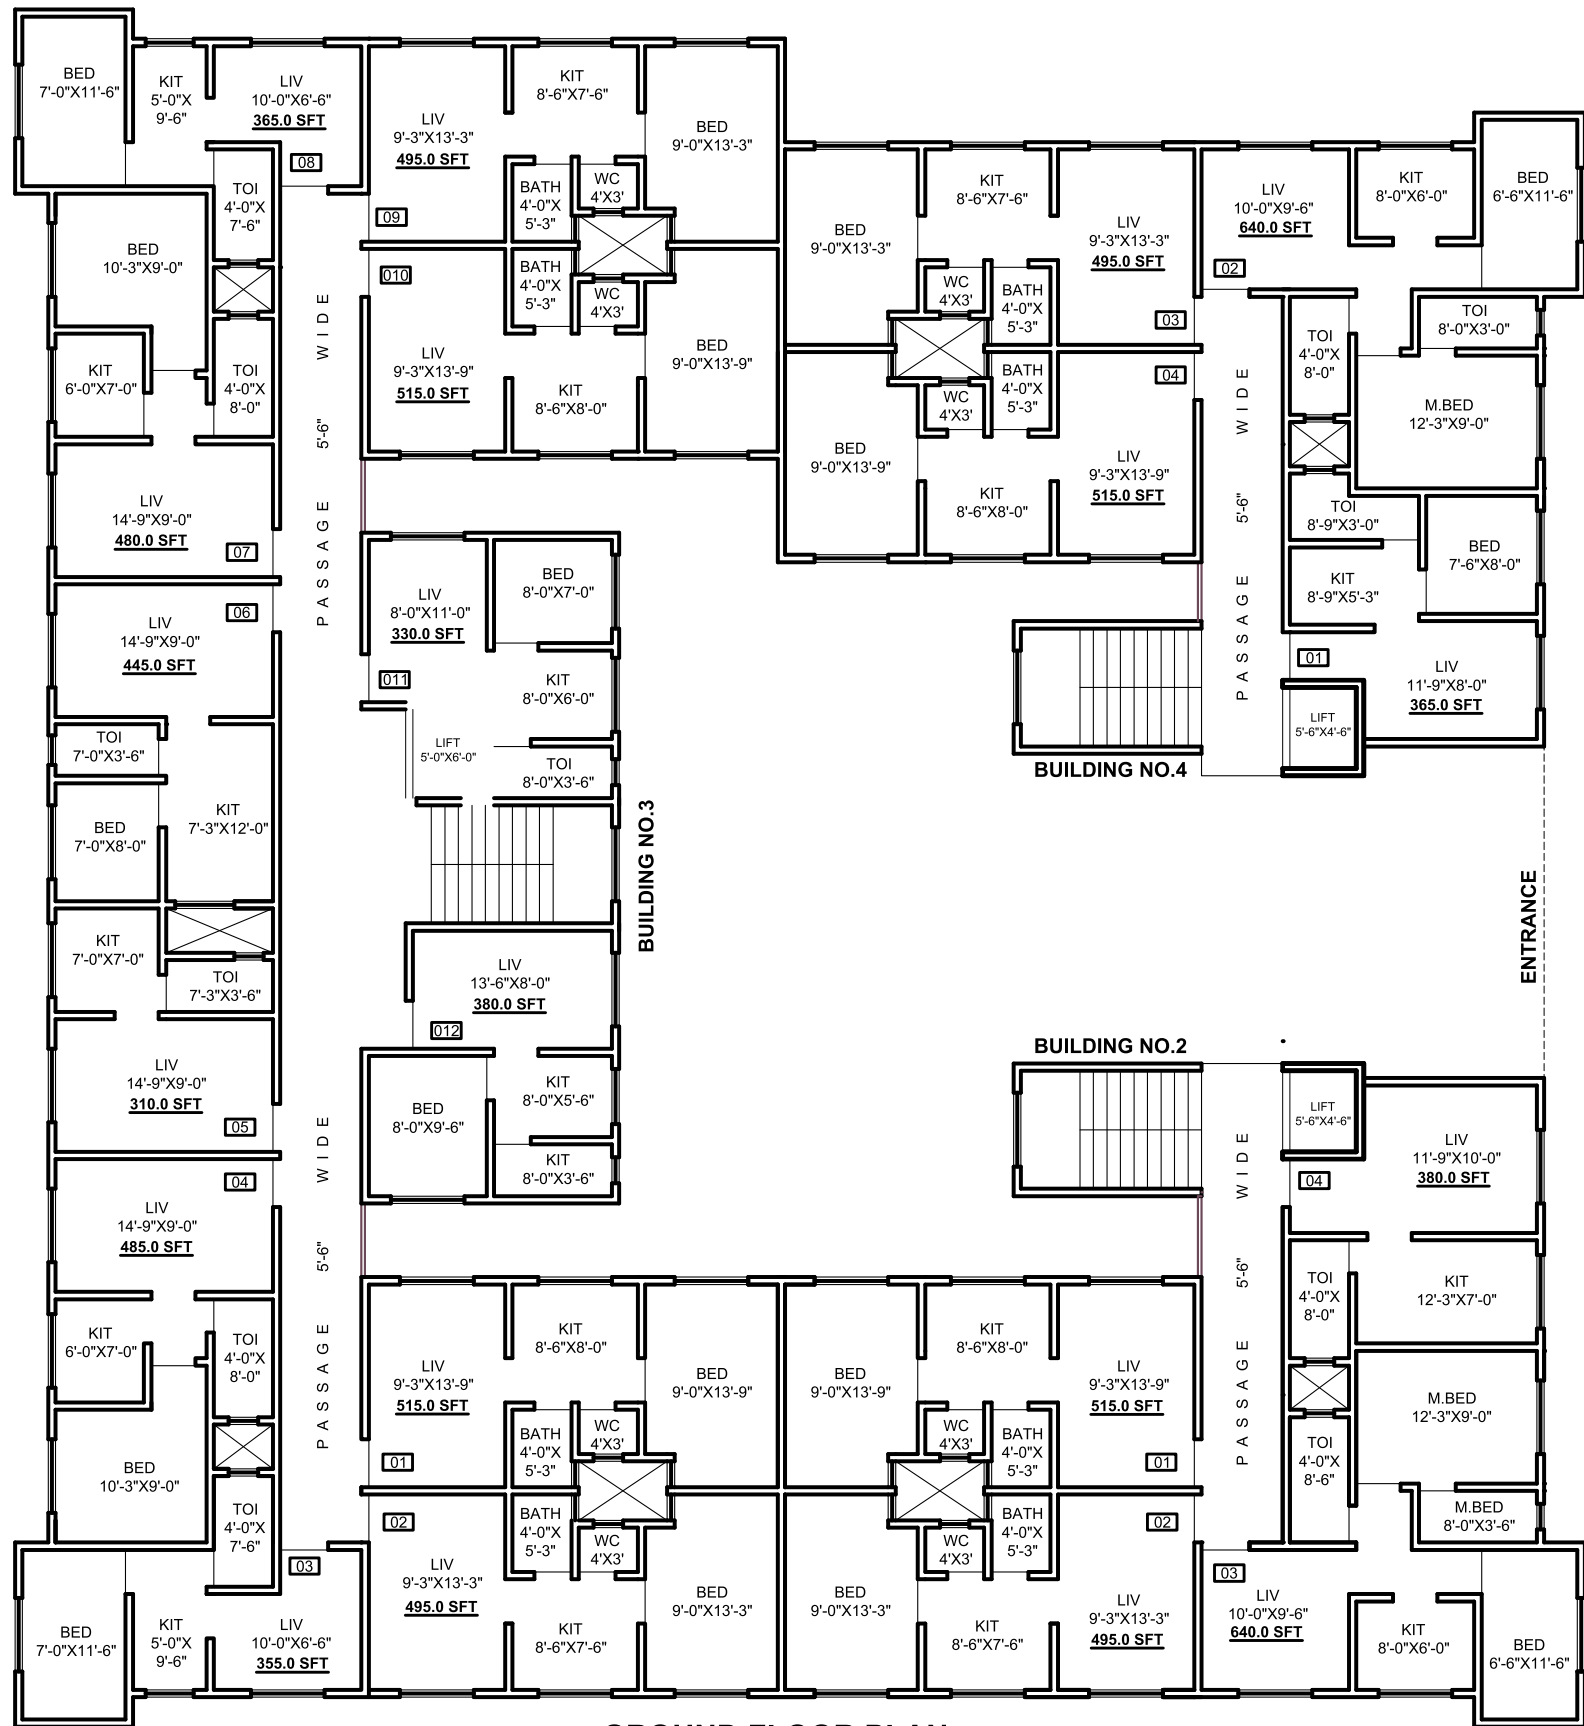 BED
7'-0"X11'-6"
KIT
5'-0"X
9'-6"
LIV
10'-0"X6'-6"
365.0 SFT
08
TOI
4'-0"X
7'-6"
LIV
9'-3"X13'-3"
495.0 SFT
09
KIT
8'-6"X7'-6"
BED
9'-0"X13'-3"
BATH
4'-0"X
5'-3"
WC
4'X3'
BED
10'-3"X9'-0"
KIT
6'-0"X7'-0"
TOI
4'-0"X
8'-0"
LIV
14'-9"X9'-0"
480.0 SFT
07
010
BATH
4'-0"X
5'-3"
WC
4'X3'
LIV
9'-3"X13'-9"
515.0 SFT
KIT
8'-6"X8'-0"
BED
9'-0"X13'-9"
PASSAGE 5'-6" WIDE
BED
9'-0"X13'-3"
KIT
8'-6"X7'-6"
LIV
9'-3"X13'-3"
495.0 SFT
WC
4'X3'
BATH
4'-0"X
5'-3"
03
BED
9'-0"X13'-9"
WC
4'X3'
BATH
4'-0"X
5'-3"
04
KIT
8'-6"X8'-0"
LIV
9'-3"X13'-9"
515.0 SFT
LIV
10'-0"X9'-6"
640.0 SFT
02
KIT
8'-0"X6'-0"
BED
6'-6"X11'-6"
TOI
8'-0"X3'-0"
TOI
4'-0"X
8'-0"
M.BED
12'-3"X9'-0"
TOI
8'-9"X3'-0"
BED
7'-6"X8'-0"
KIT
8'-9"X5'-3"
01
LIV
11'-9"X8'-0"
365.0 SFT
LIFT
5'-6"X4'-6"
PASSAGE 5'-6" WIDE
BUILDING NO.4
06
LIV
14'-9"X9'-0"
445.0 SFT
TOI
7'-0"X3'-6"
BED
7'-0"X8'-0"
KIT
7'-3"X12'-0"
LIV
8'-0"X11'-0"
330.0 SFT
011
BED
8'-0"X7'-0"
KIT
8'-0"X6'-0"
LIFT
5'-0"X6'-0"
TOI
8'-0"X3'-6"
BUILDING NO.3
ENTRANCE
KIT
7'-0"X7'-0"
TOI
7'-3"X3'-6"
LIV
14'-9"X9'-0"
310.0 SFT
05
LIV
13'-6"X8'-0"
380.0 SFT
012
BED
8'-0"X9'-6"
KIT
8'-0"X5'-6"
KIT
8'-0"X3'-6"
BUILDING NO.2
LIFT
5'-6"X4'-6"
LIV
11'-9"X10'-0"
380.0 SFT
04
04
LIV
14'-9"X9'-0"
485.0 SFT
KIT
6'-0"X7'-0"
TOI
4'-0"X
8'-0"
BED
10'-3"X9'-0"
TOI
4'-0"X
7'-6"
03
BED
7'-0"X11'-6"
KIT
5'-0"X
9'-6"
LIV
10'-0"X6'-6"
355.0 SFT
PASSAGE 5'-6" WIDE
LIV
9'-3"X13'-9"
515.0 SFT
01
KIT
8'-6"X8'-0"
BED
9'-0"X13'-9"
BATH
4'-0"X
5'-3"
WC
4'X3'
02
BATH
4'-0"X
5'-3"
WC
4'X3'
LIV
9'-3"X13'-3"
495.0 SFT
KIT
8'-6"X7'-6"
BED
9'-0"X13'-3"
BED
9'-0"X13'-9"
KIT
8'-6"X8'-0"
LIV
9'-3"X13'-9"
515.0 SFT
WC
4'X3'
BATH
4'-0"X
5'-3"
01
WC
4'X3'
BATH
4'-0"X
5'-3"
02
BED
9'-0"X13'-3"
KIT
8'-6"X7'-6"
LIV
9'-3"X13'-3"
495.0 SFT
PASSAGE 5'-6" WIDE
TOI
4'-0"X
8'-0"
KIT
12'-3"X7'-0"
M.BED
12'-3"X9'-0"
TOI
4'-0"X
8'-6"
M.BED
8'-0"X3'-6"
03
LIV
10'-0"X9'-6"
640.0 SFT
KIT
8'-0"X6'-0"
BED
6'-6"X11'-6"
GROUND FLOOR PLAN